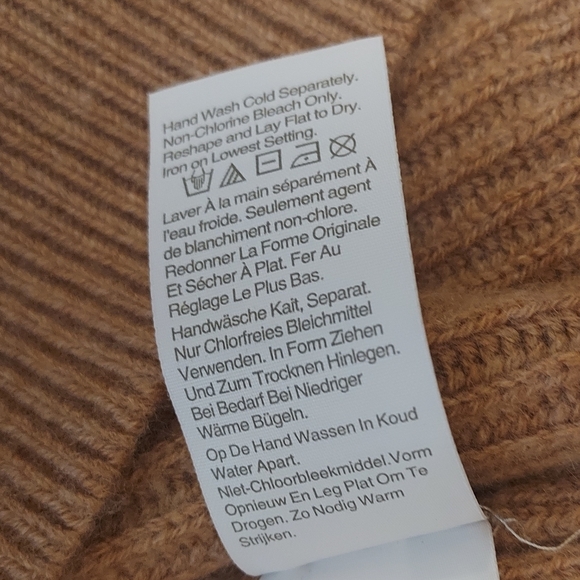 Hand Wash Cold Separately.
Non-Chlorine Bleach Only.
Reshape and Lay Flat to Dry.
Iron on Lowest Setting.
Laver À la main séparément À
l'eau froide. Seulement agent
de blanchiment non-chlore.
Redonner La Forme Originale
Et Sécher À Plat. Fer Au
Réglage Le Plus Bas.
Handwäsche Kalt, Separat.
Nur Chlorfreies Bleichmittel
Verwenden. In Form Ziehen
Und Zum Trocknen Hinlegen.
Bei Bedarf Bei Niedriger
Wärme Bügeln.
Op De Hand Wassen In Koud
Water Apart.
Niet-Chloorbleekmiddel.Vorm
Opnieuw En Leg Plat Om Te
Drogen. Zo Nodig Warm
Strijken.